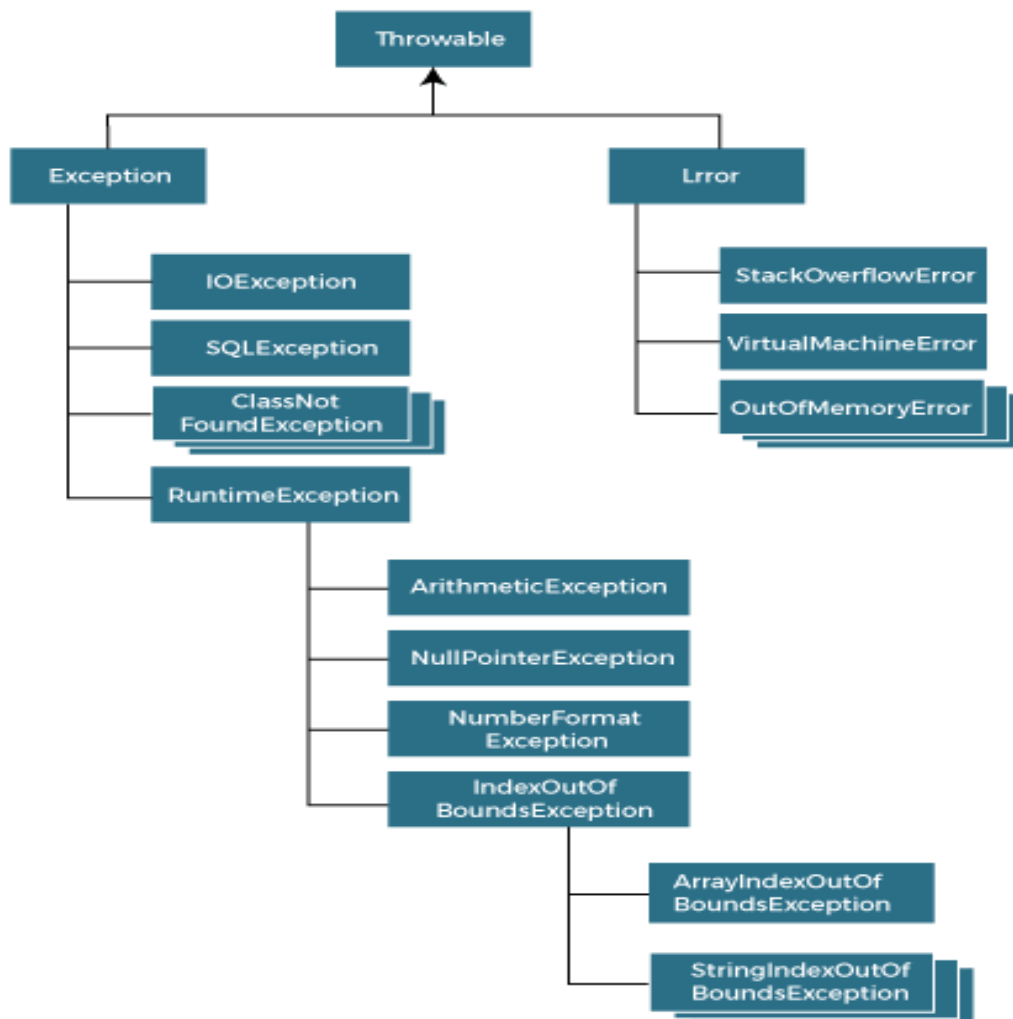 Throwable
Exception
Lrror
IOException
SQLException
ClassNot
FoundException
RuntimeException
StackOverflowError
VirtualMachineError
OutOfMemoryError
ArithmeticException
NullPointerException
NumberFormat
Exception
IndexOutOf
BoundsException
ArrayIndexOutOf
BoundsException
StringIndexOutOf
BoundsException